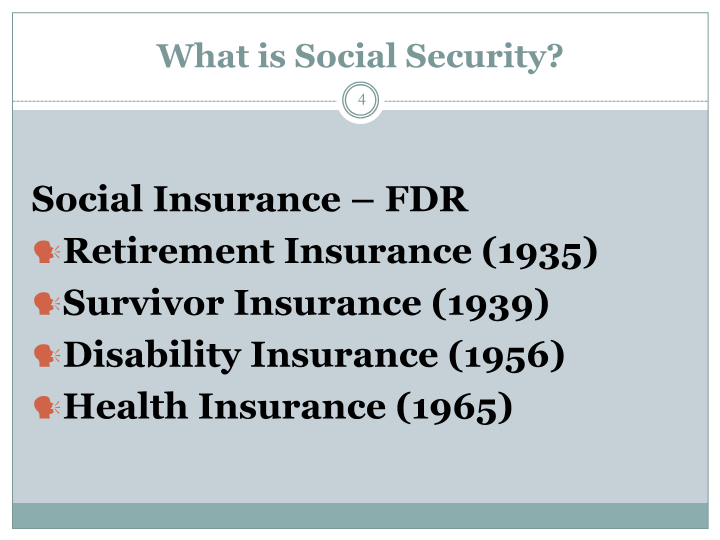 What is Social Security?
4
Social Insurance – FDR
Retirement Insurance (1935)
Survivor Insurance (1939)
Disability Insurance (1956)
Health Insurance (1965)